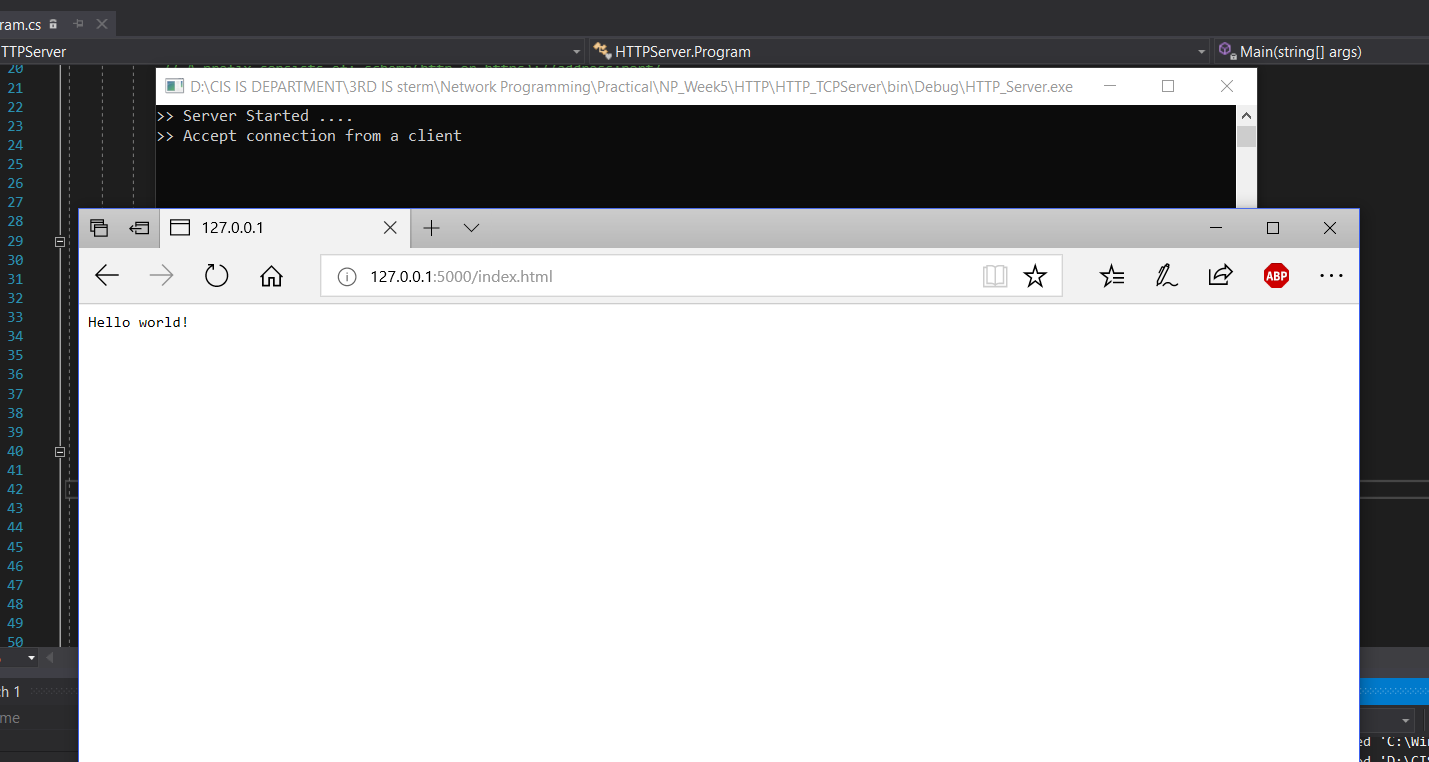 ram.cs
TTPServer
HTTPServer.Program
Main(string[] args)
20
21
22
23
24
25
26
27
28
29
30
31
32
33
34
35
36
37
38
39
40
41
42
43
44
45
46
47
48
49
50
D:\CIS IS DEPARTMENT\3RD IS sterm\Network Programming\Practical\NP_Week5\HTTP\HTTP_TCPServer\bin\Debug\HTTP_Server.exe
>> Server Started ....
>> Accept connection from a client
127.0.0.1
127.0.0.1:5000/index.html
ABP
Hello world!
ch 1
me
ed 'C:\Wi
ed 'D:\CIS